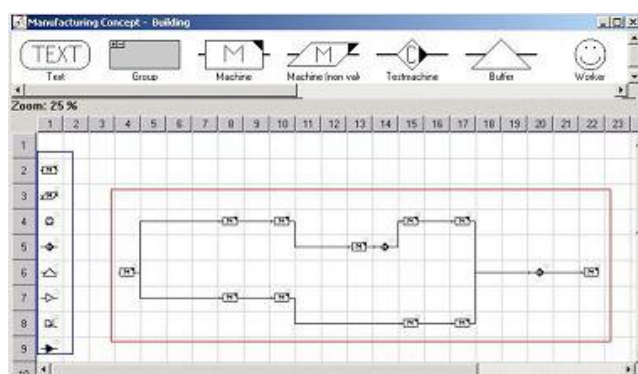 Manufacturing Concept - Building
TEXT M M C
Text Group Machine Machine (non val Testmachine Buffer Worker
Zoom: 25 %
1 2 3 4 5 6 7 8 9 10 11 12 13 14 15 16 17 18 19 20 21 22 23
1
2
3
4
5
6
7
8
9
10